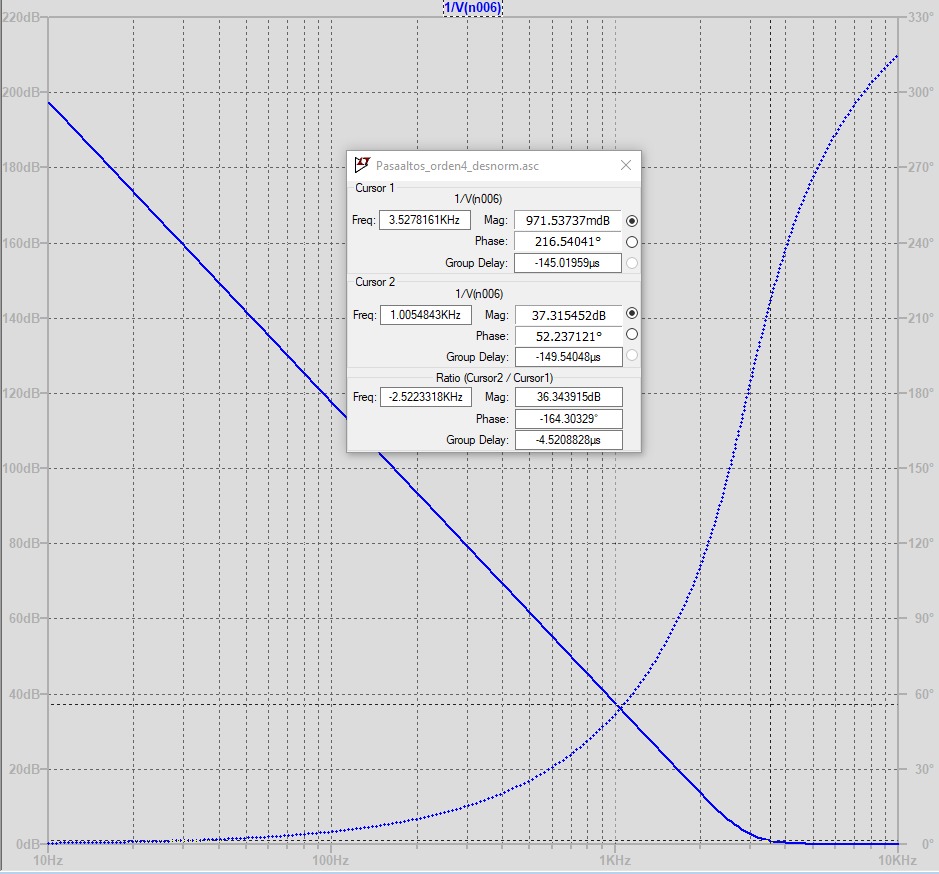 1/V(n006)
220dB
330°
200dB
300°
180dB
270°
160dB
240°
140dB
210°
120dB
180°
100dB
150°
80dB
120°
60dB
90°
40dB
60°
20dB
30°
0dB
0°
10Hz
100Hz
1KHz
10KHz
Pasaaltos_orden4_desnorm.asc
Cursor 1
1/V(n006)
Freq: 3.5278161KHz Mag: 971.53737mdB
Phase: 216.54041°
Group Delay: -145.01959µs
Cursor 2
1/V(n006)
Freq: 1.0054843KHz Mag: 37.315452dB
Phase: 52.237121°
Group Delay: -149.54048µs
Ratio (Cursor2 / Cursor1)
Freq: -2.5223318KHz Mag: 36.343915dB
Phase: -164.30329°
Group Delay: -4.5208828µs